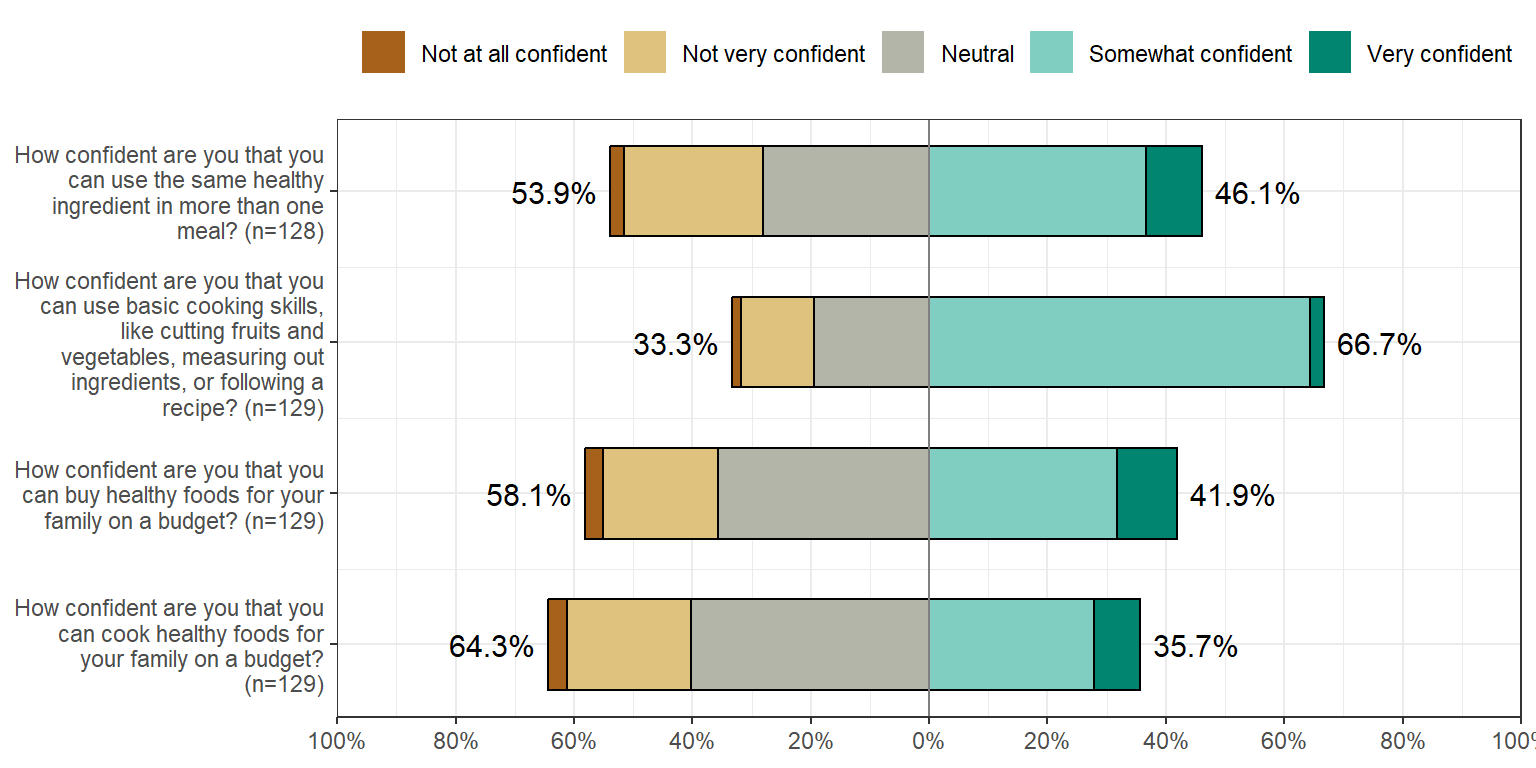 Not at all confident
Not very confident
Neutral
Somewhat confident
Very confident
How confident are you that you
can use the same healthy
ingredient in more than one
meal? (n=128)
53.9%
46.1%
How confident are you that you
can use basic cooking skills,
like cutting fruits and
vegetables, measuring out
ingredients, or following a
recipe? (n=129)
33.3%
66.7%
How confident are you that you
can buy healthy foods for your
family on a budget? (n=129)
58.1%
41.9%
How confident are you that you
can cook healthy foods for
your family on a budget?
(n=129)
64.3%
35.7%
100% 80% 60% 40% 20% 0% 20% 40% 60% 80% 100%